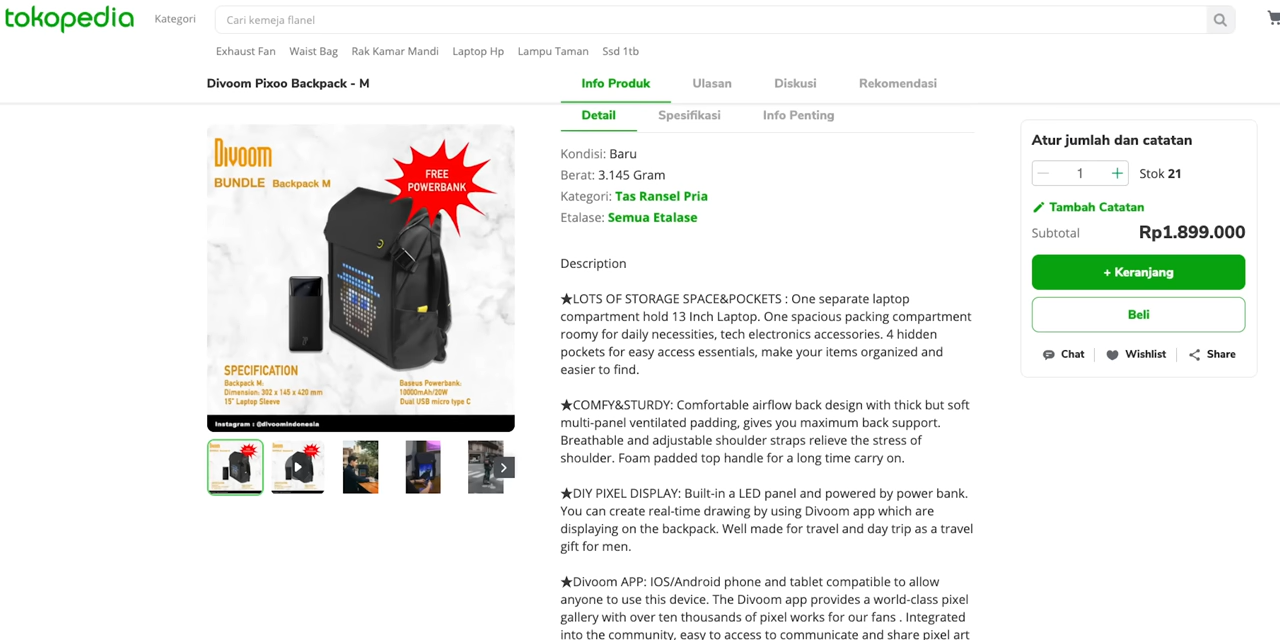 tokopedia
Kategori
Cari kemeja flanel
Exhaust Fan Waist Bag Rak Kamar Mandi Laptop Hp Lampu Taman Ssd 1tb
Divoom Pixoo Backpack - M
Info Produk Ulasan Diskusi Rekomendasi
Detail Spesifikasi Info Penting
Divoom
BUNDLE Backpack M
FREE
POWERBANK
SPECIFICATION
Backpack M:
Dimension: 302 x 145 x 420 mm
15" Laptop Sleeve
Baseus Powerbank:
10000mAh/20W
Dual USB micro type C
Instagram : @divoomindonesia
Kondisi: Baru
Berat: 3.145 Gram
Kategori: Tas Ransel Pria
Etalase: Semua Etalase
Description
★LOTS OF STORAGE SPACE&POCKETS : One separate laptop
compartment hold 13 Inch Laptop. One spacious packing compartment
roomy for daily necessities, tech electronics accessories. 4 hidden
pockets for easy access essentials, make your items organized and
easier to find.
★COMFY&STURDY: Comfortable airflow back design with thick but soft
multi-panel ventilated padding, gives you maximum back support.
Breathable and adjustable shoulder straps relieve the stress of
shoulder. Foam padded top handle for a long time carry on.
★DIY PIXEL DISPLAY: Built-in a LED panel and powered by power bank.
You can create real-time drawing by using Divoom app which are
displaying on the backpack. Well made for travel and day trip as a travel
gift for men.
★Divoom APP: IOS/Android phone and tablet compatible to allow
anyone to use this device. The Divoom app provides a world-class pixel
gallery with over ten thousands of pixel works for our fans . Integrated
into the community, easy to access to communicate and share pixel art
Atur jumlah dan catatan
1 Stok 21
Tambah Catatan
Subtotal Rp1.899.000
+ Keranjang
Beli
Chat Wishlist Share